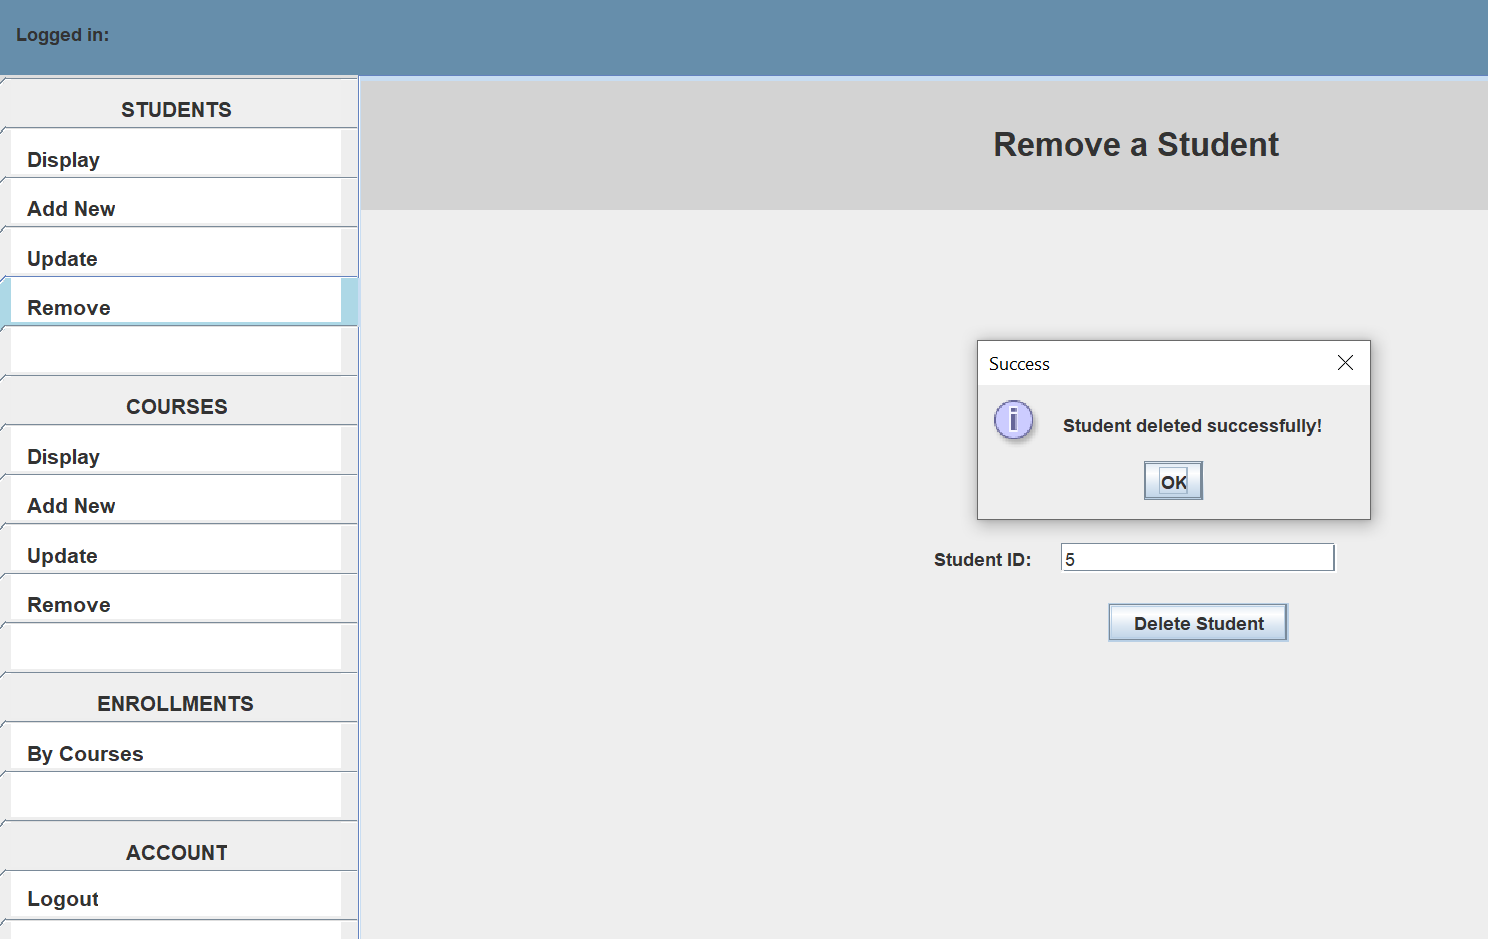 Logged in:
STUDENTS
Display
Add New
Update
Remove
COURSES
Display
Add New
Update
Remove
ENROLLMENTS
By Courses
ACCOUNT
Logout
Remove a Student
Success
i
Student deleted successfully!
OK
Student ID: 5
Delete Student